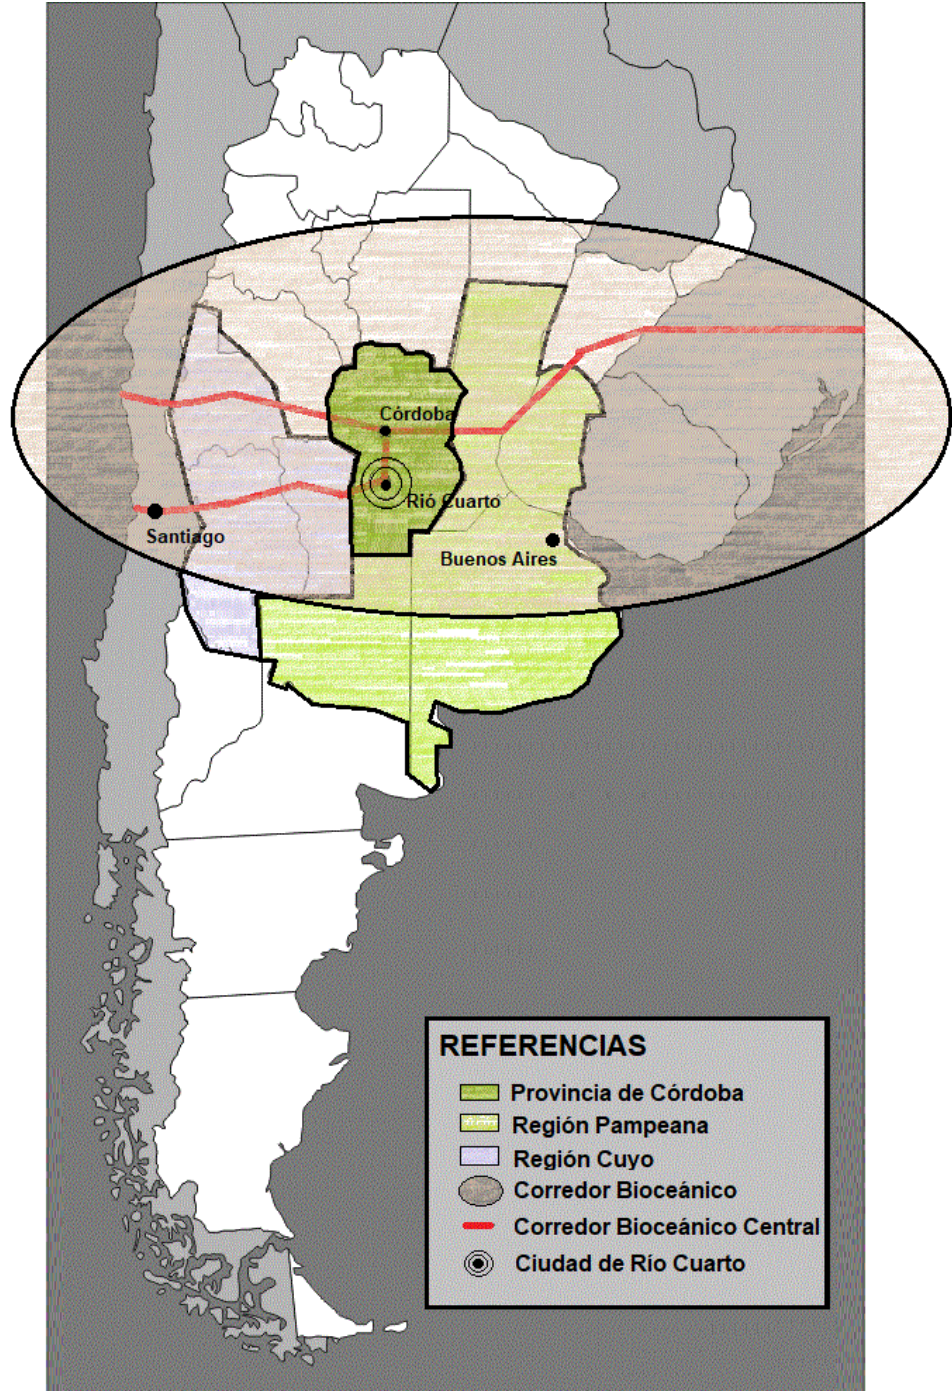 Córdoba
Rió Cuarto
Santiago
Buenos Aires
REFERENCIAS
Provincia de Córdoba
Región Pampeana
Región Cuyo
Corredor Bioceánico
Corredor Bioceánico Central
Ciudad de Río Cuarto